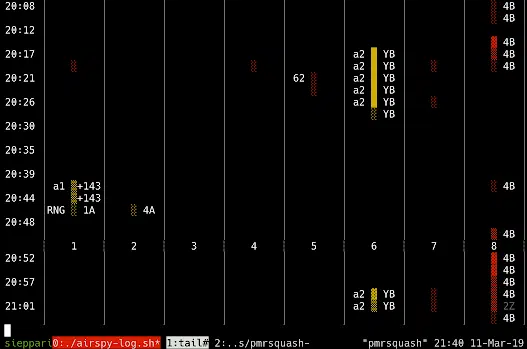 20:08 4B
4B
20:12
4B
20:17 a2 YB 4B
a2 YB 4B
20:21 62 a2 YB
a2 YB
20:26 a2 YB
YB
20:30
20:35
20:39
a1 +143 4B
20:44 +143
RNG 1A 4A
20:48
4B
1 2 3 4 5 6 7 8
20:52 4B
4B
20:57 4B
a2 YB 4B
21:01 a2 YB 2Z
4B
sieppari 0:./airspy-log.sh* 1:tail# 2:..s/pmrsquash- "pmrsquash" 21:40 11-Mar-19